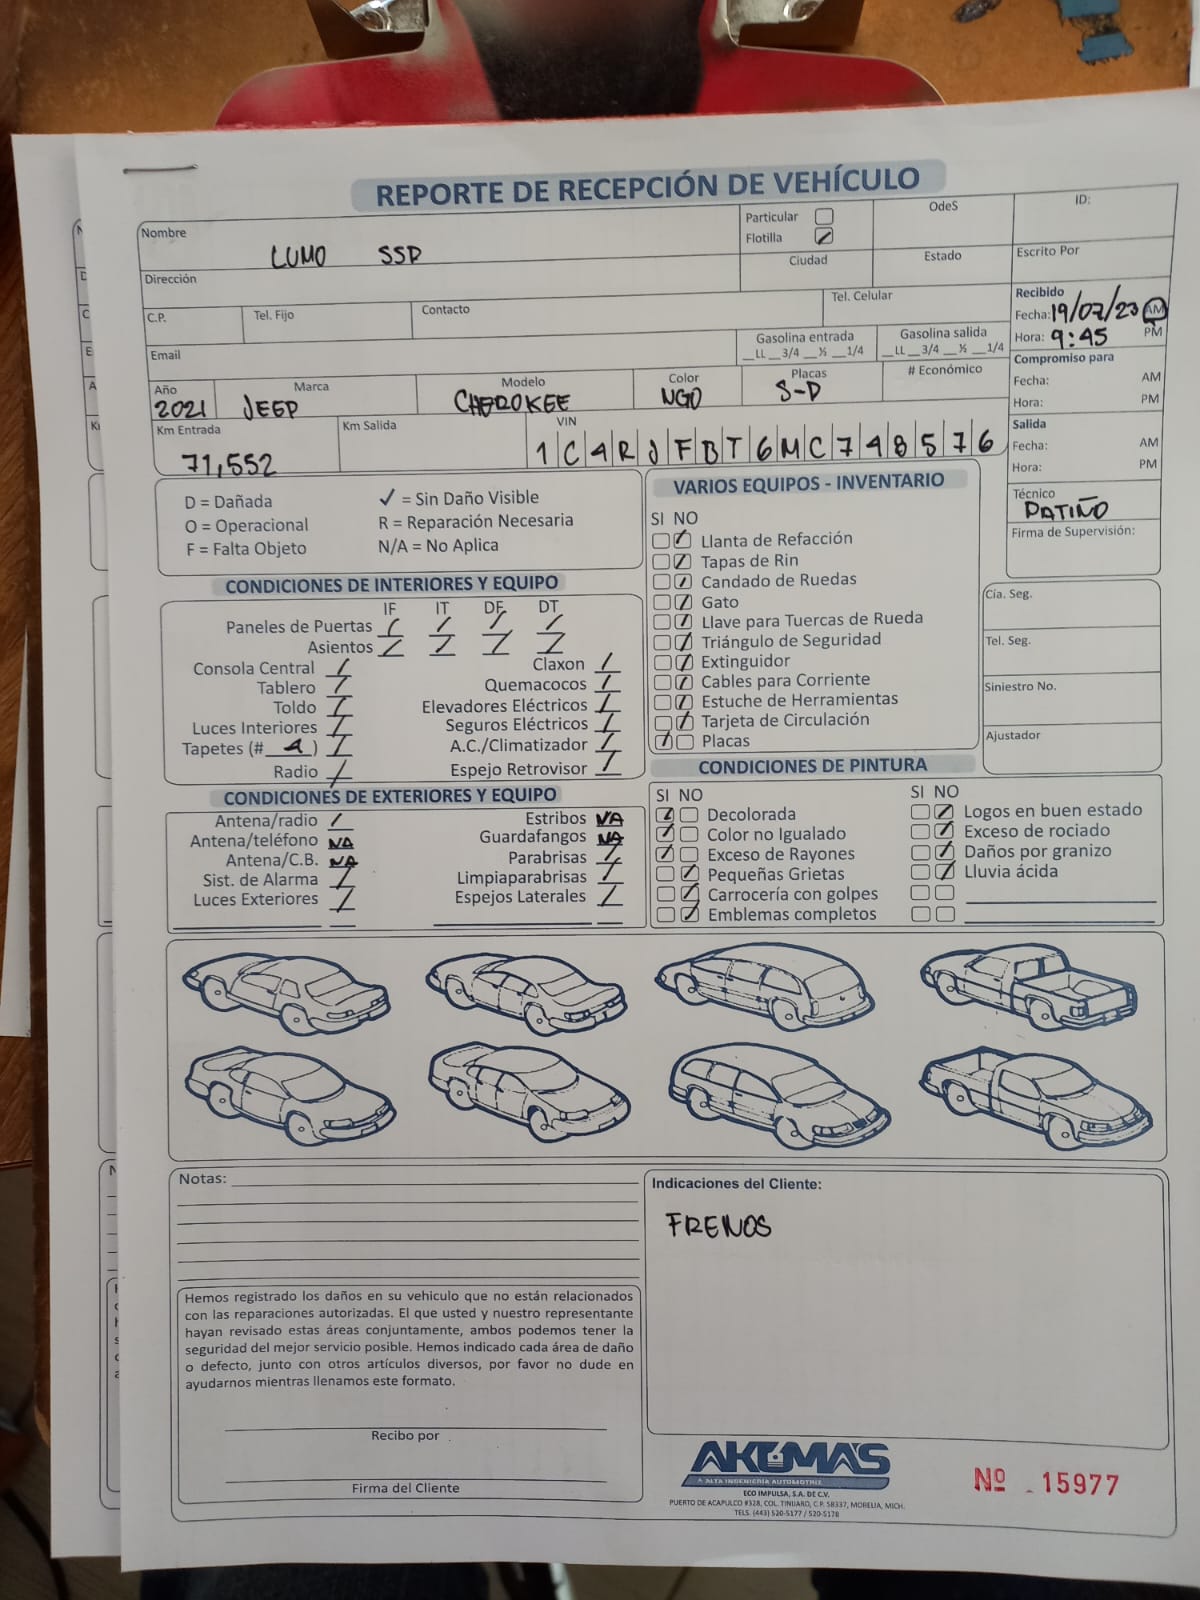 REPORTE DE RECEPCIÓN DE VEHÍCULO
Nombre LUMO SSP
Particular
Flotilla ✓
OdeS
ID:
Dirección
Ciudad
Estado
Escrito Por
C.P.
Tel. Fijo
Contacto
Tel. Celular
Recibido
Fecha: 19/07/23 AM
Hora: 9:45 PM
Email
Gasolina entrada
__LL __3/4 __½ __1/4
Gasolina salida
__LL __3/4 __½ __1/4
Compromiso para
Fecha: AM
Hora: PM
Año 2021
Marca JEEP
Modelo CHEROKEE
Color NGO
Placas S-D
# Económico
Km Entrada 71,552
Km Salida
VIN 1C4RJFBT6MC748576
Salida
Fecha: AM
Hora: PM
Técnico
PATIÑO
Firma de Supervisión:
D = Dañada
O = Operacional
F = Falta Objeto
✓ = Sin Daño Visible
R = Reparación Necesaria
N/A = No Aplica
VARIOS EQUIPOS - INVENTARIO
SI NO
Llanta de Refacción
Tapas de Rin
Candado de Ruedas
Gato
Llave para Tuercas de Rueda
Triángulo de Seguridad
Extinguidor
Cables para Corriente
Estuche de Herramientas
Tarjeta de Circulación
Placas
Cía. Seg.
Tel. Seg.
Siniestro No.
Ajustador
CONDICIONES DE INTERIORES Y EQUIPO
IF IT DF DT
Paneles de Puertas
Asientos
Consola Central
Tablero
Toldo
Luces Interiores
Tapetes (# 4 )
Radio
Claxon
Quemacocos
Elevadores Eléctricos
Seguros Eléctricos
A.C./Climatizador
Espejo Retrovisor
CONDICIONES DE EXTERIORES Y EQUIPO
Antena/radio
Antena/teléfono NA
Antena/C.B. NA
Sist. de Alarma
Luces Exteriores
Estribos NA
Guardafangos NA
Parabrisas
Limpiaparabrisas
Espejos Laterales
CONDICIONES DE PINTURA
SI NO
Decolorada
Color no Igualado
Exceso de Rayones
Pequeñas Grietas
Carrocería con golpes
Emblemas completos
SI NO
Logos en buen estado
Exceso de rociado
Daños por granizo
Lluvia ácida
Notas:
Hemos registrado los daños en su vehiculo que no están relacionados
con las reparaciones autorizadas. El que usted y nuestro representante
hayan revisado estas áreas conjuntamente, ambos podemos tener la
seguridad del mejor servicio posible. Hemos indicado cada área de daño
o defecto, junto con otros artículos diversos, por favor no dude en
ayudarnos mientras llenamos este formato.
Recibo por
Firma del Cliente
Indicaciones del Cliente:
FRENOS
AKUMA'S
ALTA INGENIERÍA AUTOMOTRIZ
ECO IMPULSA, S.A. DE C.V.
PUERTO DE ACAPULCO #328, COL. TINIJARO, C.P. 58337, MORELIA, MICH.
TELS. (443) 520-5177 / 520-5178
Nº 15977